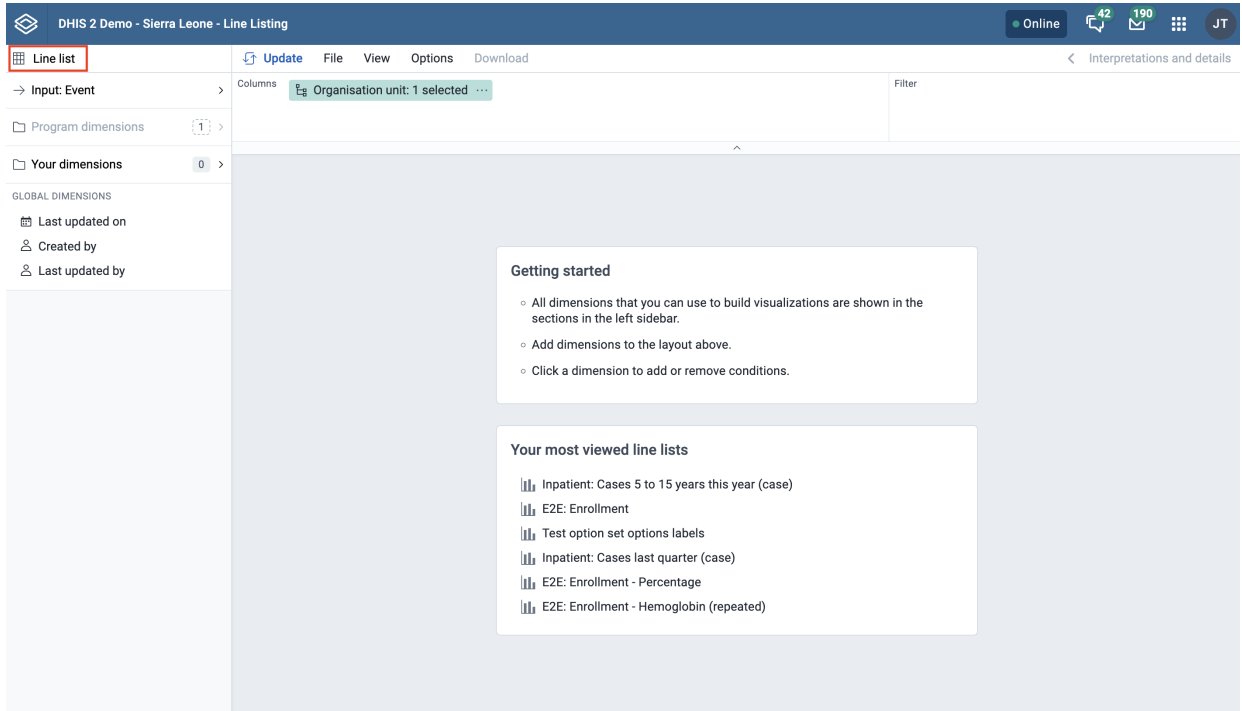 DHIS 2 Demo - Sierra Leone - Line Listing
Online
42
190
JT
Line list
Update File View Options Download
Interpretations and details
Input: Event
Columns
Organisation unit: 1 selected ···
Filter
Program dimensions 1
Your dimensions 0
GLOBAL DIMENSIONS
Last updated on
Created by
Last updated by
Getting started
All dimensions that you can use to build visualizations are shown in the
sections in the left sidebar.
Add dimensions to the layout above.
Click a dimension to add or remove conditions.
Your most viewed line lists
Inpatient: Cases 5 to 15 years this year (case)
E2E: Enrollment
Test option set options labels
Inpatient: Cases last quarter (case)
E2E: Enrollment - Percentage
E2E: Enrollment - Hemoglobin (repeated)